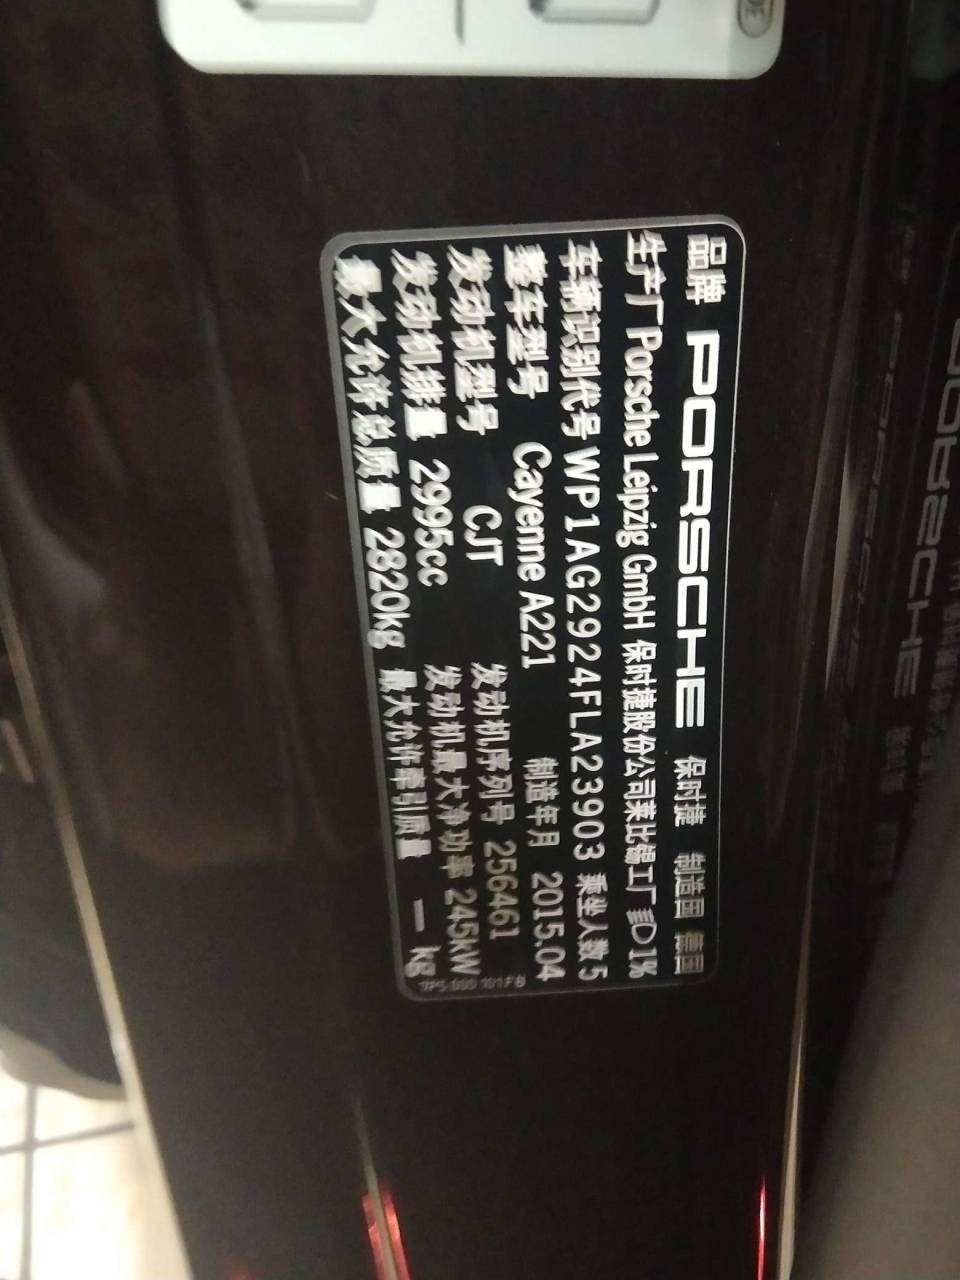 品牌 PORSCHE 保时捷 制造国 德国
生产厂 Porsche Leipzig GmbH 保时捷股份公司莱比锡工厂 1%
车辆识别代号 WP1AG2924FLA23903 乘坐人数 5
整车型号 Cayenne A221 制造年月 2015.04
发动机型号 CJT 发动机序列号 256461
发动机排量 2995cc 发动机最大净功率 245kW
最大允许总质量 2820kg 最大允许牵引质量 — kg
7P5 000 101 FB